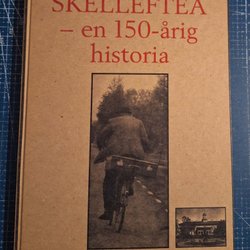 SKELLEFTEÅ
– en 150-årig
historia